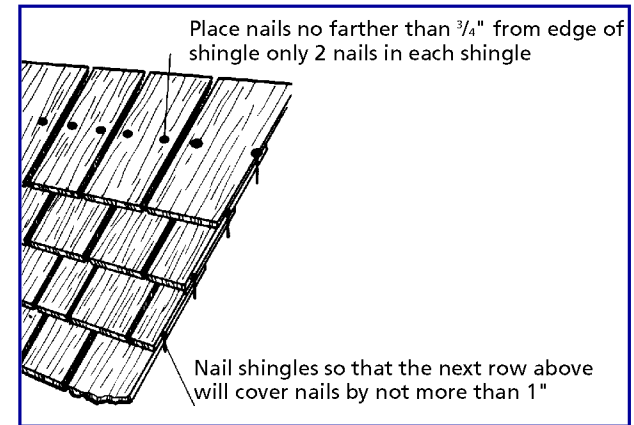 Place nails no farther than ³/₄" from edge of
shingle only 2 nails in each shingle
Nail shingles so that the next row above
will cover nails by not more than 1"